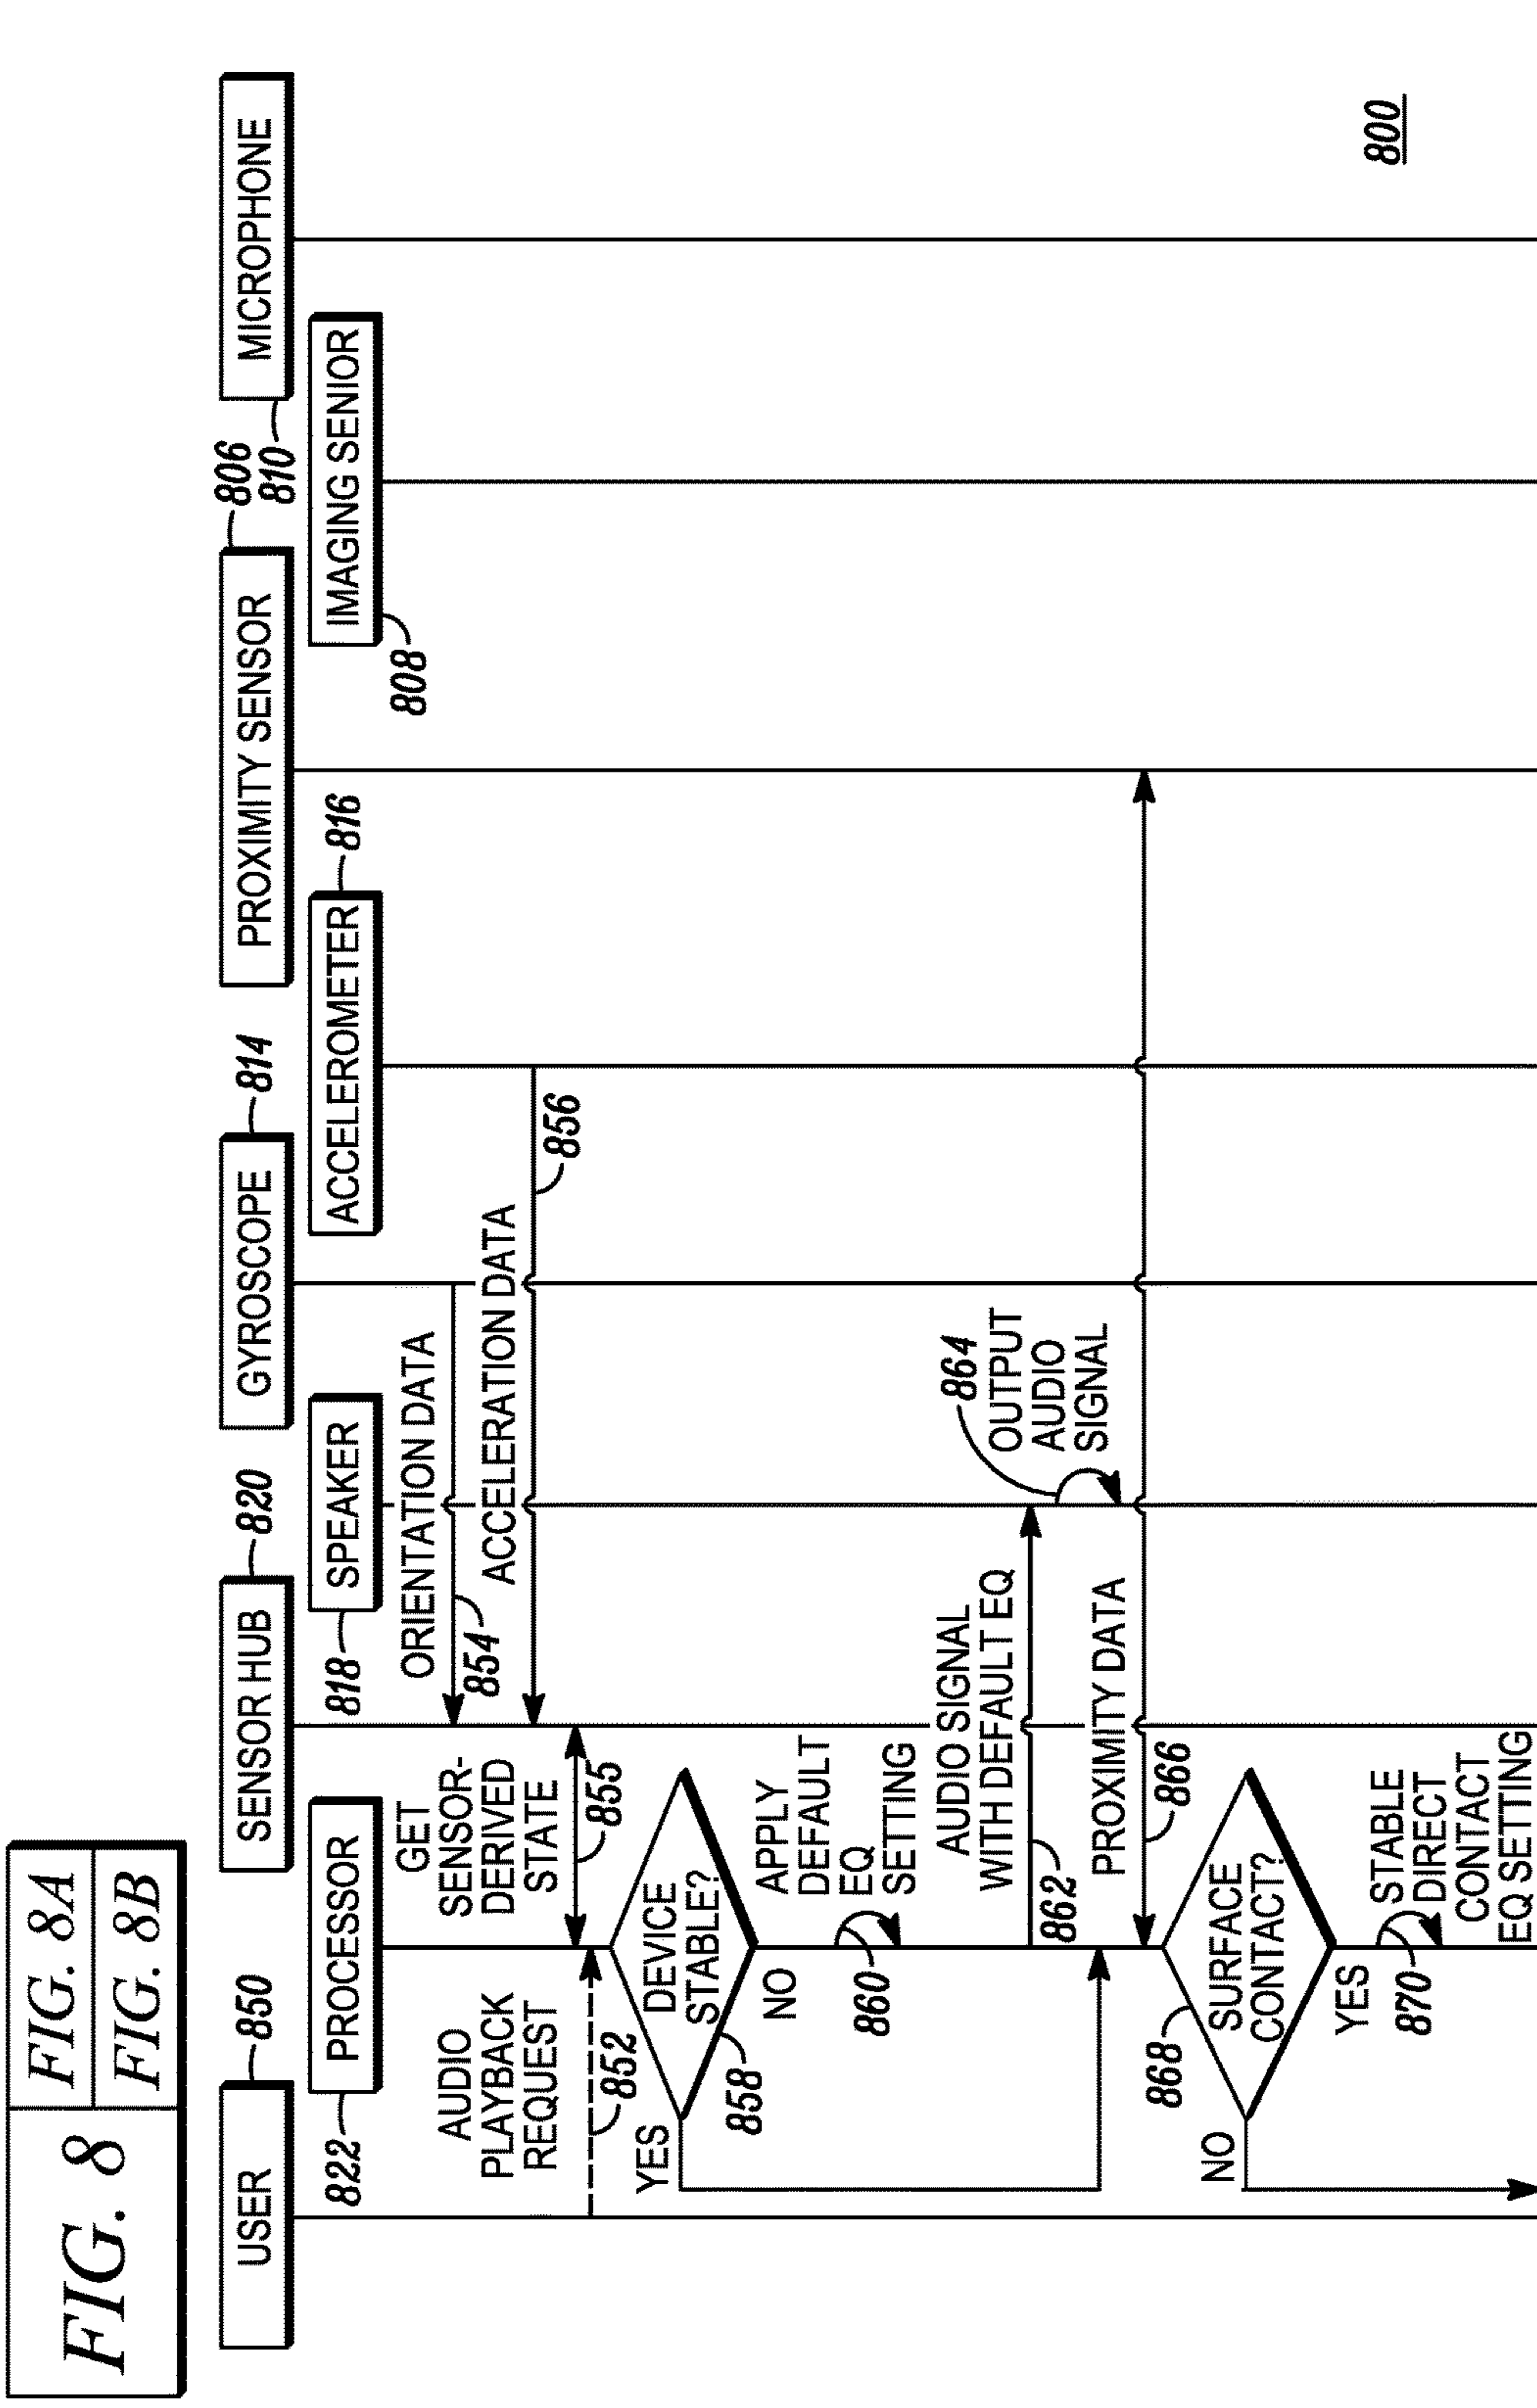 FIG. 8
FIG. 8A
FIG. 8B
USER
850
SENSOR HUB
820
GYROSCOPE
814
PROXIMITY SENSOR
806
MICROPHONE
810
822
PROCESSOR
818
SPEAKER
ACCELEROMETER
816
IMAGING SENIOR
808
GET
SENSOR-
DERIVED
STATE
855
ORIENTATION DATA
854
ACCELERATION DATA
856
AUDIO
PLAYBACK
REQUEST
852
DEVICE
STABLE?
858
YES
NO
APPLY
DEFAULT
EQ
SETTING
860
AUDIO SIGNAL
WITH DEFAULT EQ
862
864
OUTPUT
AUDIO
SIGNAL
PROXIMITY DATA
866
SURFACE
CONTACT?
868
NO
YES
STABLE
DIRECT
CONTACT
EQ SETTING
870
800